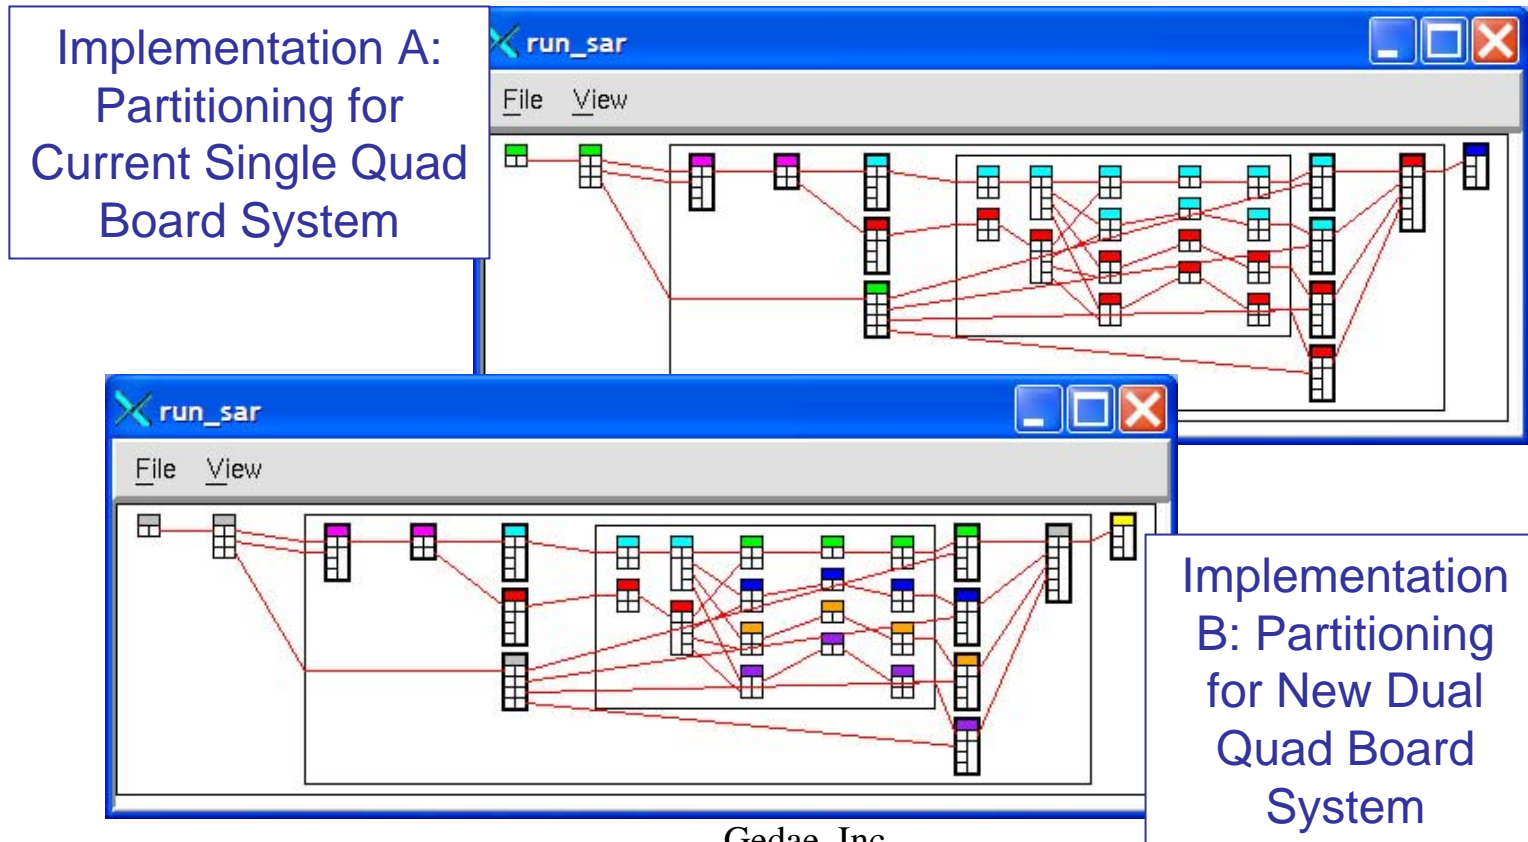 Implementation A:
Partitioning for
Current Single Quad
Board System
run_sar
File View
run_sar
File View
Implementation
B: Partitioning
for New Dual
Quad Board
System
Gedae, Inc